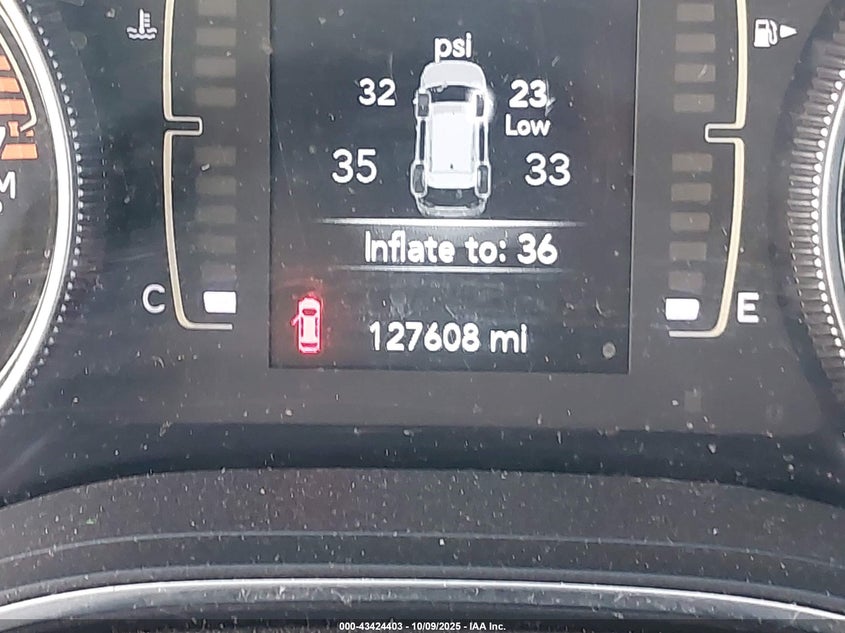 psi
32 23
Low
35 33
Inflate to: 36
C E
127608 mi
000-43424403 - 10/09/2025 - IAA Inc.